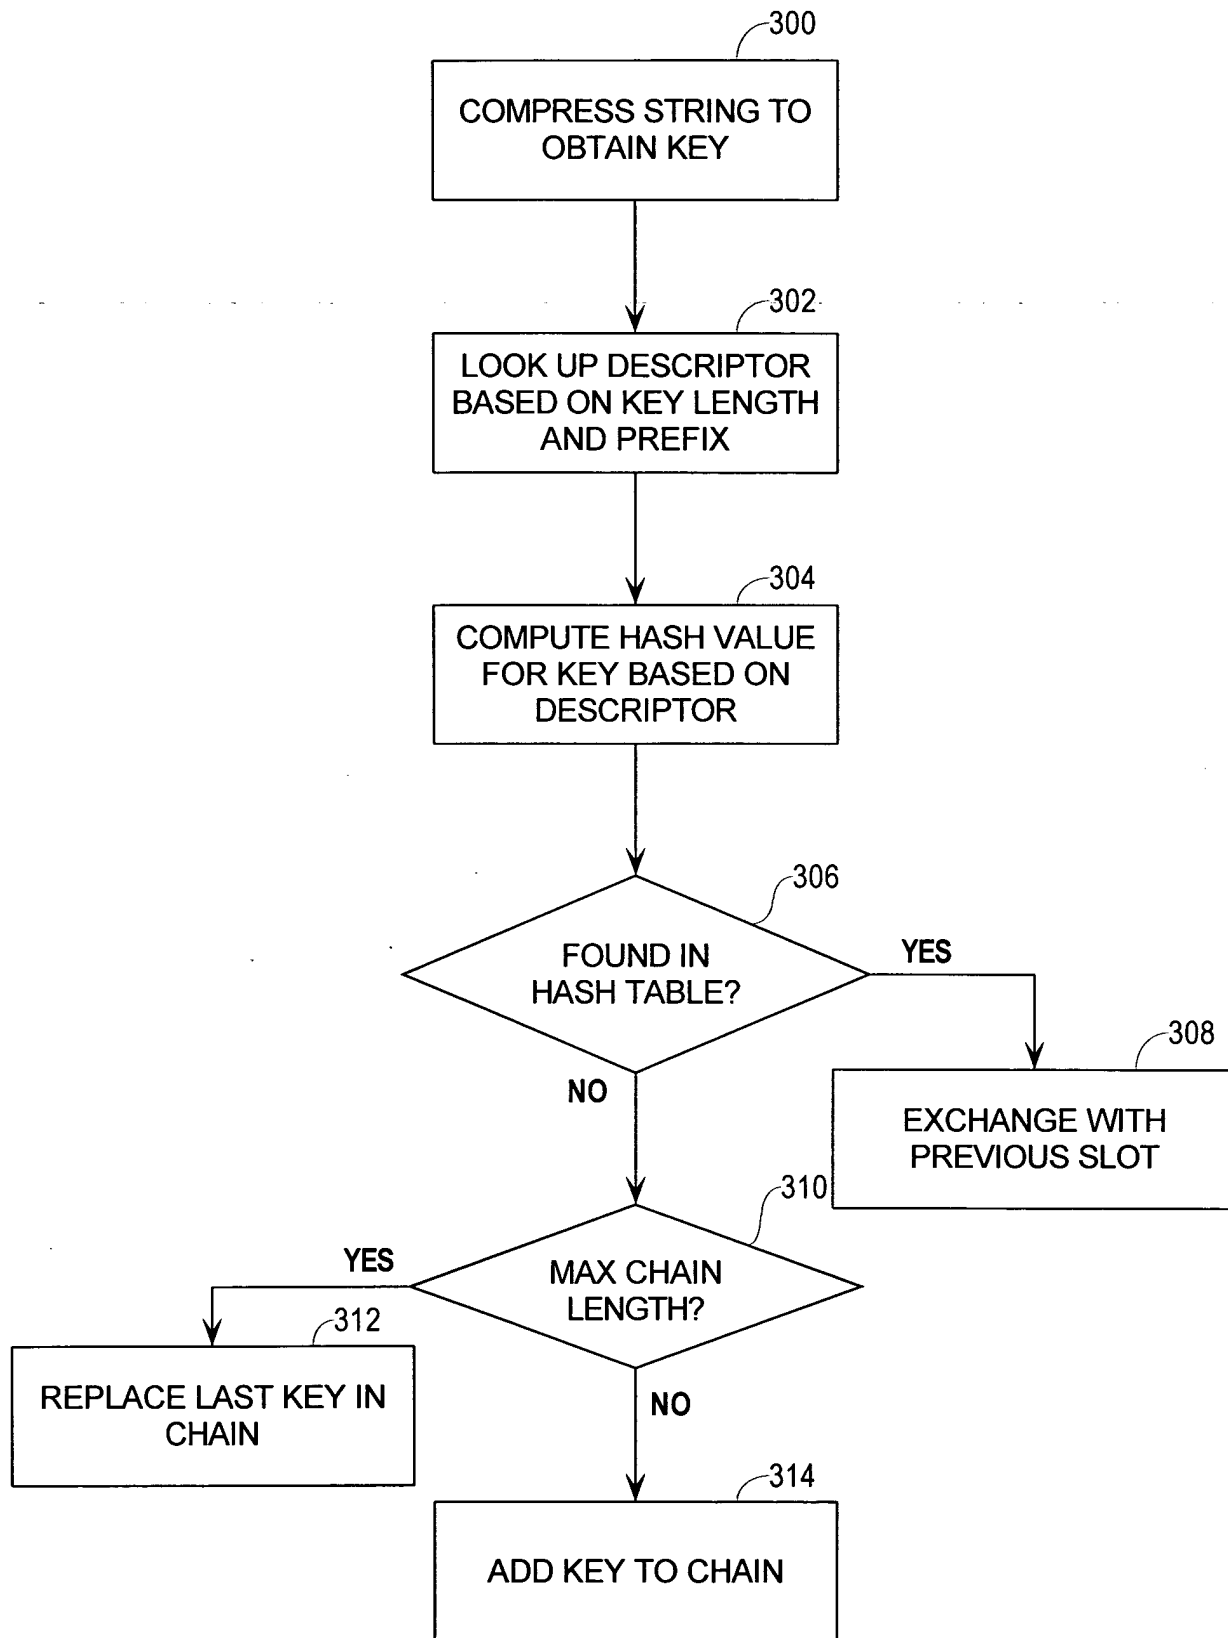 300
COMPRESS STRING TO
OBTAIN KEY
302
LOOK UP DESCRIPTOR
BASED ON KEY LENGTH
AND PREFIX
304
COMPUTE HASH VALUE
FOR KEY BASED ON
DESCRIPTOR
306
FOUND IN
HASH TABLE?
YES
NO
308
EXCHANGE WITH
PREVIOUS SLOT
310
MAX CHAIN
LENGTH?
YES
NO
312
REPLACE LAST KEY IN
CHAIN
314
ADD KEY TO CHAIN